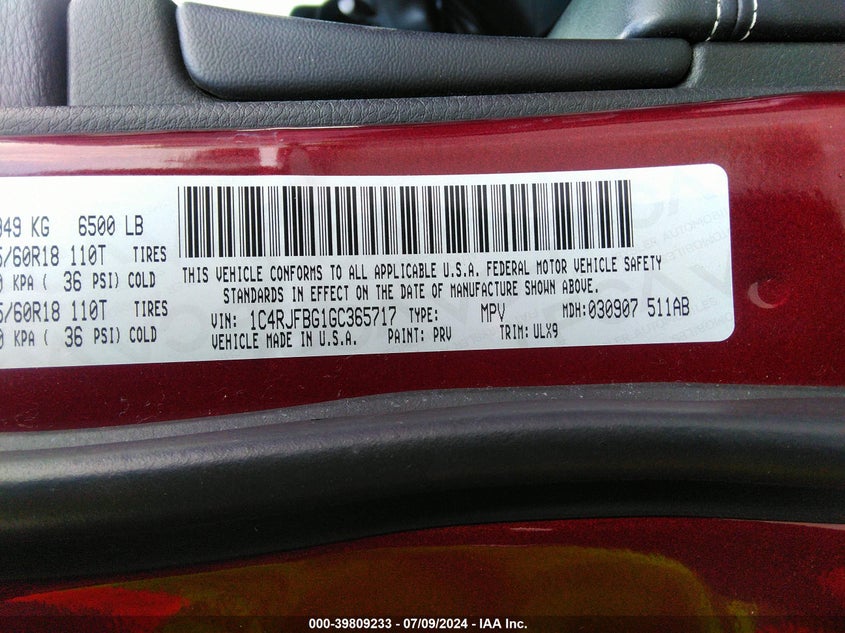 949 KG 6500 LB
5/60R18 110T TIRES
0 KPA ( 36 PSI) COLD
5/60R18 110T TIRES
0 KPA ( 36 PSI) COLD
THIS VEHICLE CONFORMS TO ALL APPLICABLE U.S.A. FEDERAL MOTOR VEHICLE SAFETY
STANDARDS IN EFFECT ON THE DATE OF MANUFACTURE SHOWN ABOVE.
VIN: 1C4RJFBG1GC365717 TYPE: MPV MDH: 030907 511AB
VEHICLE MADE IN U.S.A. PAINT: PRV TRIM: ULX9
000-39809233 - 07/09/2024 - IAA Inc.